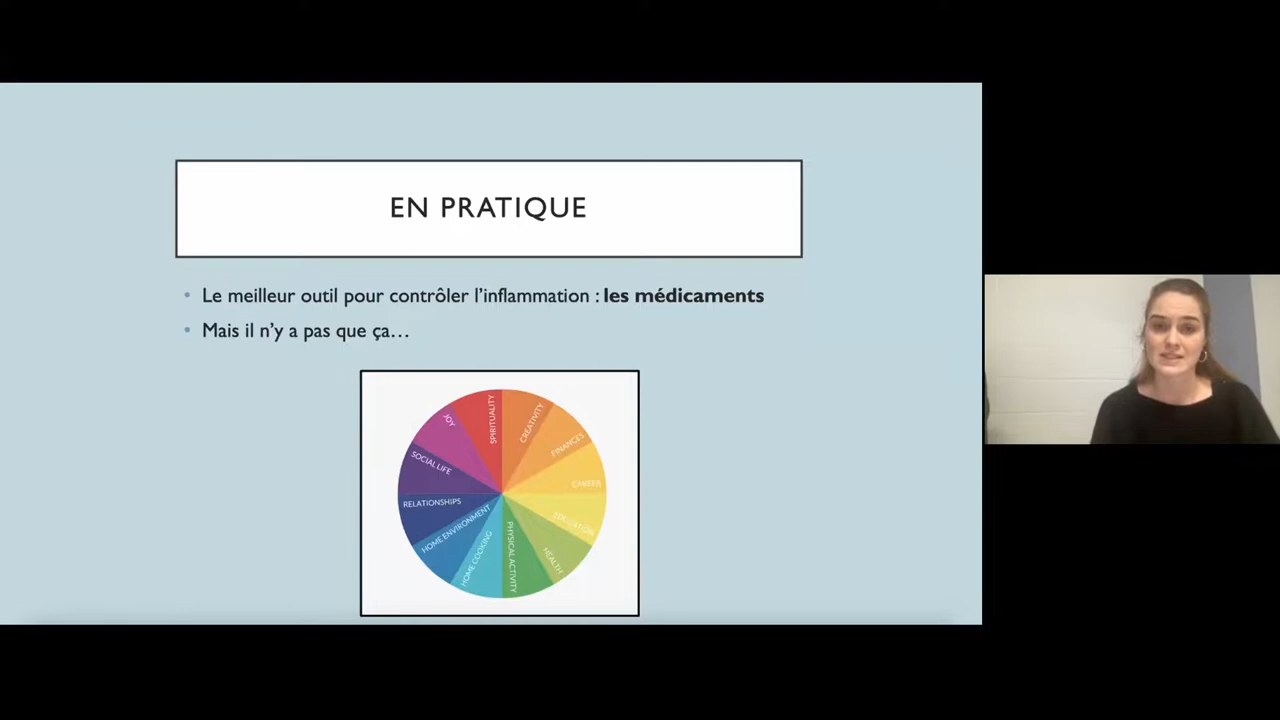 EN PRATIQUE
• Le meilleur outil pour contrôler l'inflammation : les médicaments
• Mais il n'y a pas que ça…
SPIRITUALITY
CREATIVITY
FINANCES
CAREER
EDUCATION
HEALTH
PHYSICAL ACTIVITY
HOME COOKING
HOME ENVIRONMENT
RELATIONSHIPS
SOCIAL LIFE
JOY